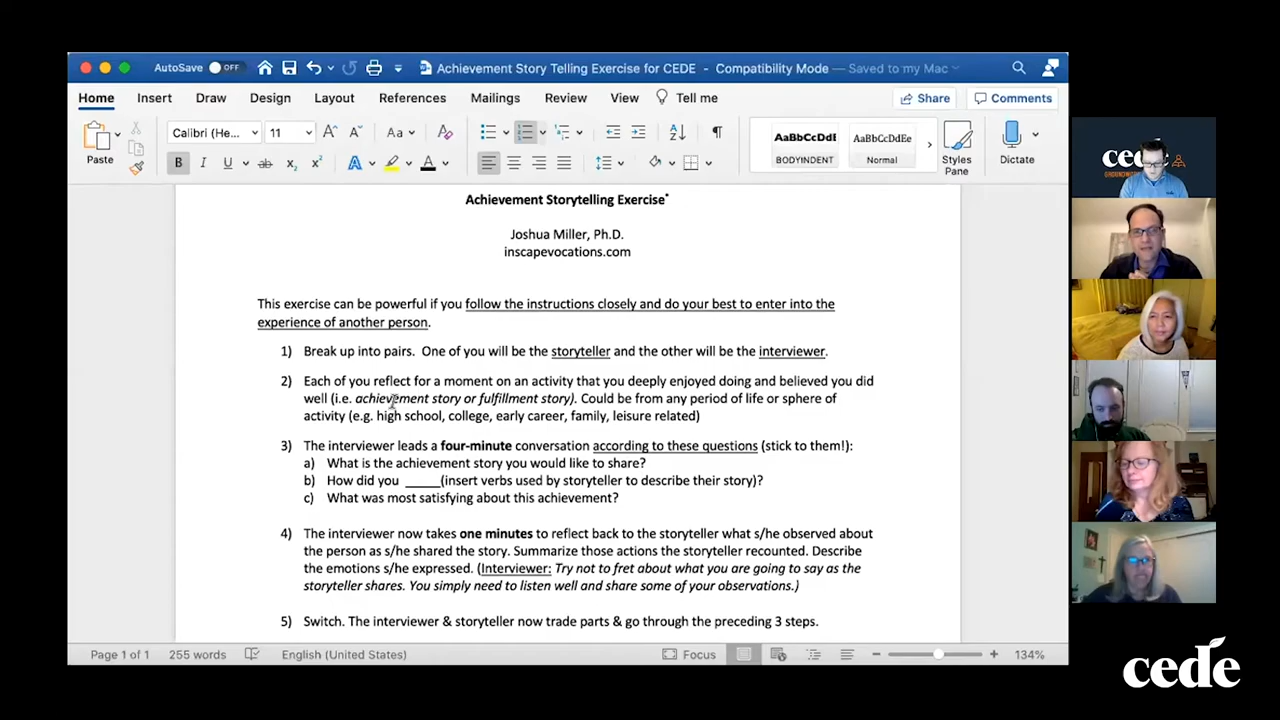 AutoSave OFF Achievement Story Telling Exercise for CEDE - Compatibility Mode - Saved to my Mac
Home Insert Draw Design Layout References Mailings Review View Tell me Share Comments
Paste Calibri (He... 11 Aa AaBbCcDdE AaBbCcDdEe
B I U ab x₂ x² A A BODYINDENT Normal Styles Pane Dictate
Achievement Storytelling Exercise*
Joshua Miller, Ph.D.
inscapevocations.com
This exercise can be powerful if you follow the instructions closely and do your best to enter into the
experience of another person.
1) Break up into pairs. One of you will be the storyteller and the other will be the interviewer.
2) Each of you reflect for a moment on an activity that you deeply enjoyed doing and believed you did
well (i.e. achievement story or fulfillment story). Could be from any period of life or sphere of
activity (e.g. high school, college, early career, family, leisure related)
3) The interviewer leads a four-minute conversation according to these questions (stick to them!):
a) What is the achievement story you would like to share?
b) How did you _____(insert verbs used by storyteller to describe their story)?
c) What was most satisfying about this achievement?
4) The interviewer now takes one minutes to reflect back to the storyteller what s/he observed about
the person as s/he shared the story. Summarize those actions the storyteller recounted. Describe
the emotions s/he expressed. (Interviewer: Try not to fret about what you are going to say as the
storyteller shares. You simply need to listen well and share some of your observations.)
5) Switch. The interviewer & storyteller now trade parts & go through the preceding 3 steps.
Page 1 of 1 255 words English (United States) Focus 134%
cede
cede